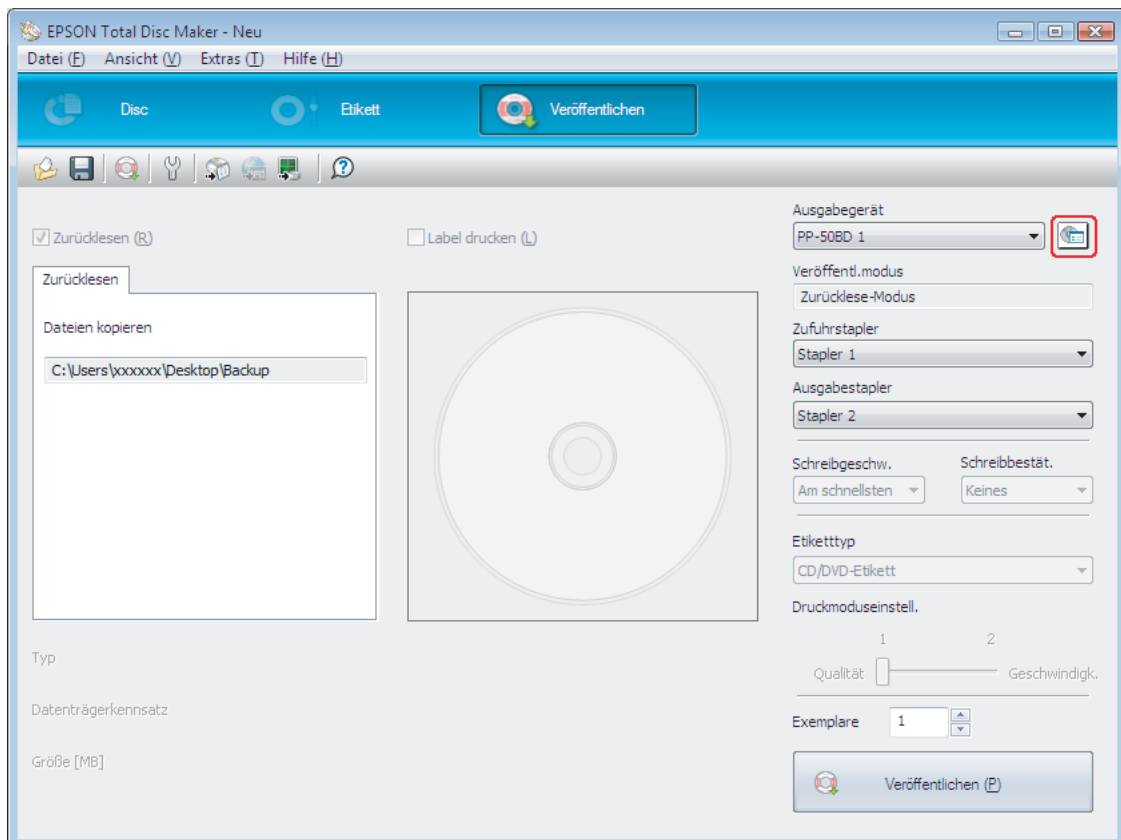 EPSON Total Disc Maker - Neu
Datei (F) Ansicht (V) Extras (T) Hilfe (H)
Disc Etikett Veröffentlichen
Ausgabegerät
Zurücklesen (R) Label drucken (L) PP-50BD 1
Zurücklesen
Veröffentl.modus
Zurücklese-Modus
Dateien kopieren
Zufuhrstapler
Stapler 1
C:\Users\xxxxxx\Desktop\Backup
Ausgabestapler
Stapler 2
Schreibgeschw. Schreibbestät.
Am schnellsten Keines
Etiketttyp
CD/DVD-Etikett
Druckmoduseinstell.
1 2
Qualität Geschwindigk.
Typ
Datenträgerkennsatz
Größe [MB]
Exemplare 1
Veröffentlichen (P)